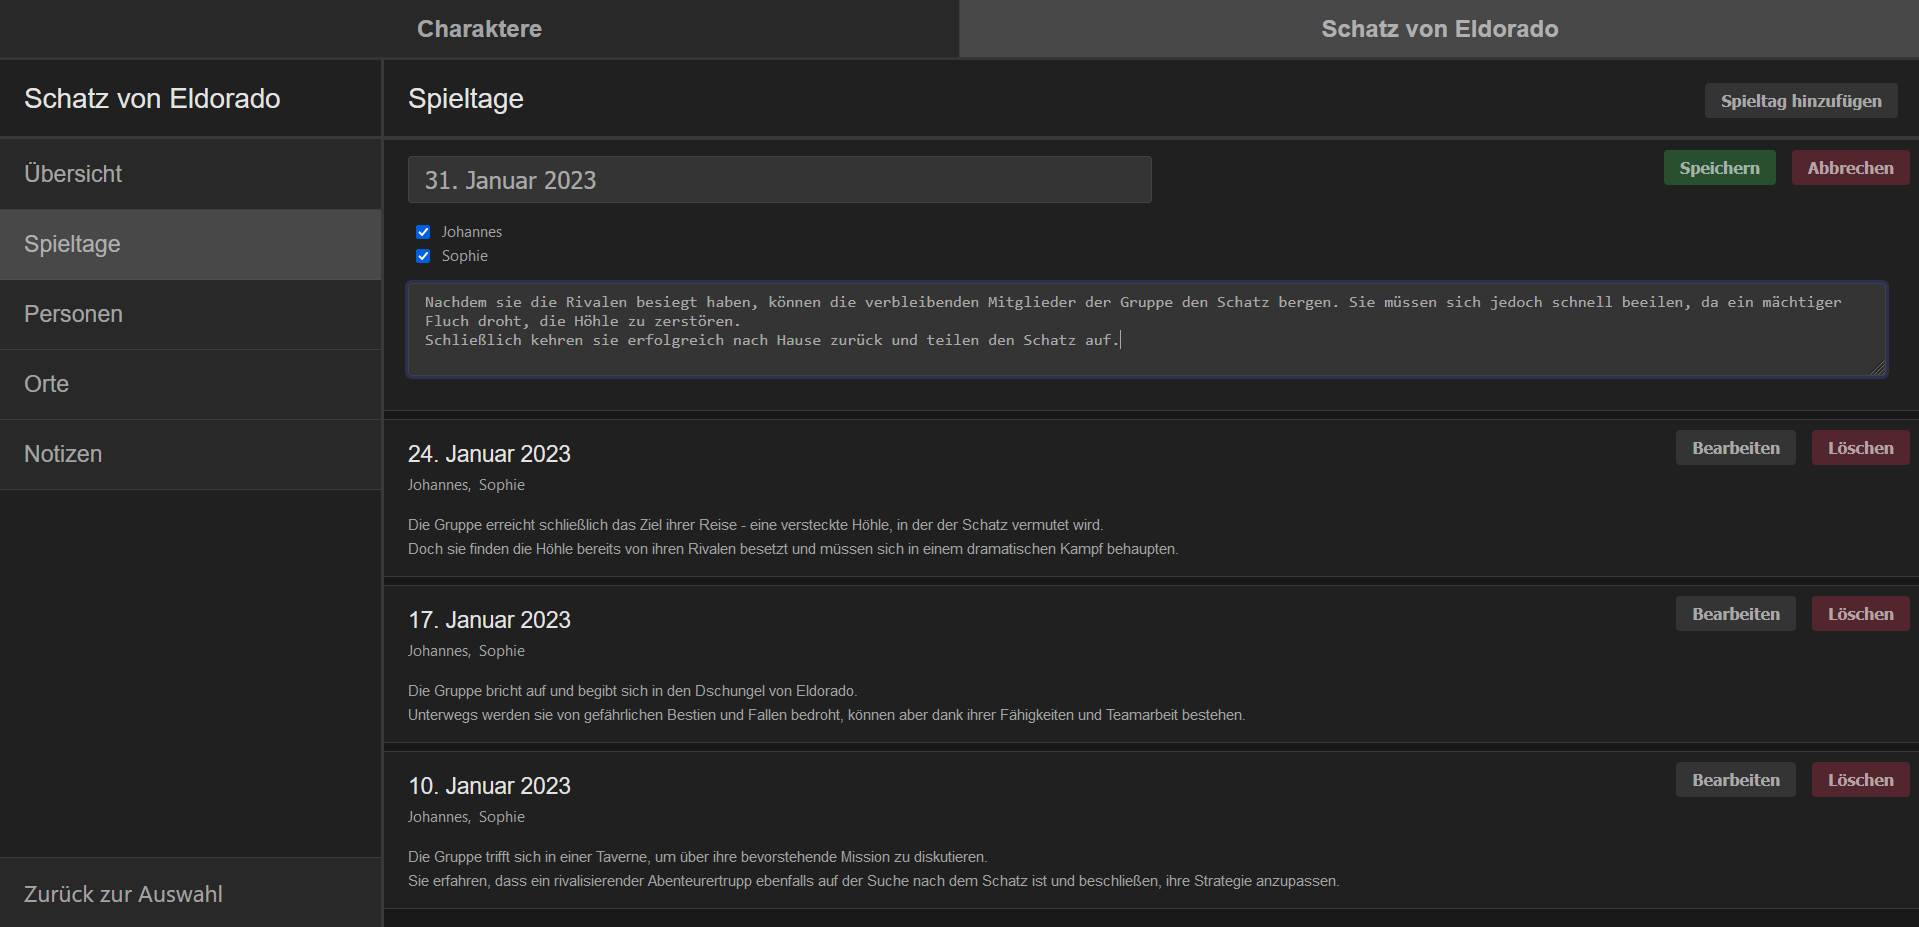 Charaktere
Schatz von Eldorado
Schatz von Eldorado
Übersicht
Spieltage
Personen
Orte
Notizen
Zurück zur Auswahl
Spieltage
Spieltag hinzufügen
31. Januar 2023
Speichern
Abbrechen
Johannes
Sophie
Nachdem sie die Rivalen besiegt haben, können die verbleibenden Mitglieder der Gruppe den Schatz bergen. Sie müssen sich jedoch schnell beeilen, da ein mächtiger
Fluch droht, die Höhle zu zerstören.
Schließlich kehren sie erfolgreich nach Hause zurück und teilen den Schatz auf.
24. Januar 2023
Bearbeiten
Löschen
Johannes, Sophie
Die Gruppe erreicht schließlich das Ziel ihrer Reise - eine versteckte Höhle, in der der Schatz vermutet wird.
Doch sie finden die Höhle bereits von ihren Rivalen besetzt und müssen sich in einem dramatischen Kampf behaupten.
17. Januar 2023
Bearbeiten
Löschen
Johannes, Sophie
Die Gruppe bricht auf und begibt sich in den Dschungel von Eldorado.
Unterwegs werden sie von gefährlichen Bestien und Fallen bedroht, können aber dank ihrer Fähigkeiten und Teamarbeit bestehen.
10. Januar 2023
Bearbeiten
Löschen
Johannes, Sophie
Die Gruppe trifft sich in einer Taverne, um über ihre bevorstehende Mission zu diskutieren.
Sie erfahren, dass ein rivalisierender Abenteurertrupp ebenfalls auf der Suche nach dem Schatz ist und beschließen, ihre Strategie anzupassen.